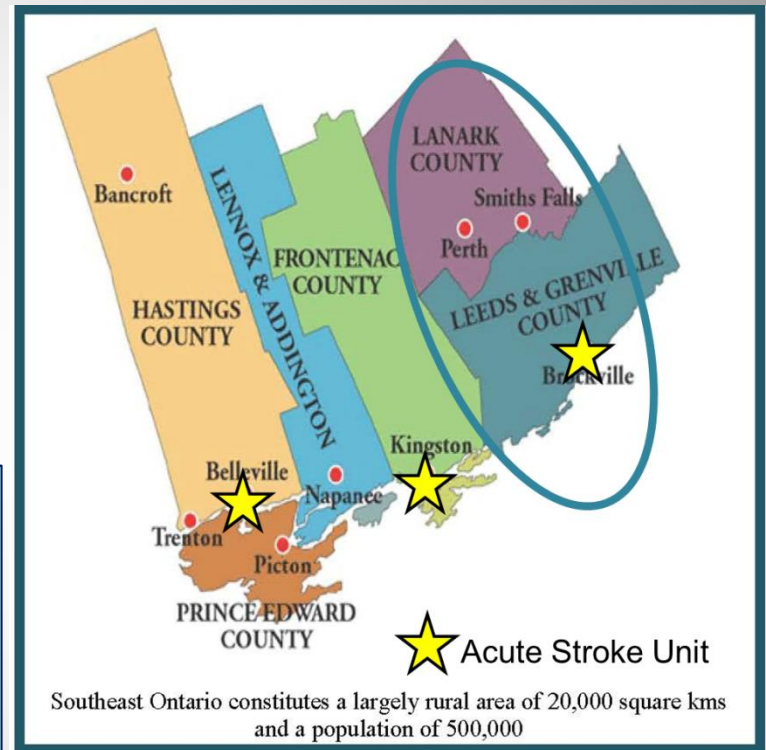 LANARK
COUNTY
Smiths Falls
Perth
Bancroft
LENNOX & ADDINGTON
FRONTENAC
COUNTY
LEEDS & GRENVILLE
COUNTY
HASTINGS
COUNTY
Brockville
Kingston
Belleville
Napanee
Trenton
Picton
PRINCE EDWARD
COUNTY
Acute Stroke Unit
Southeast Ontario constitutes a largely rural area of 20,000 square kms
and a population of 500,000